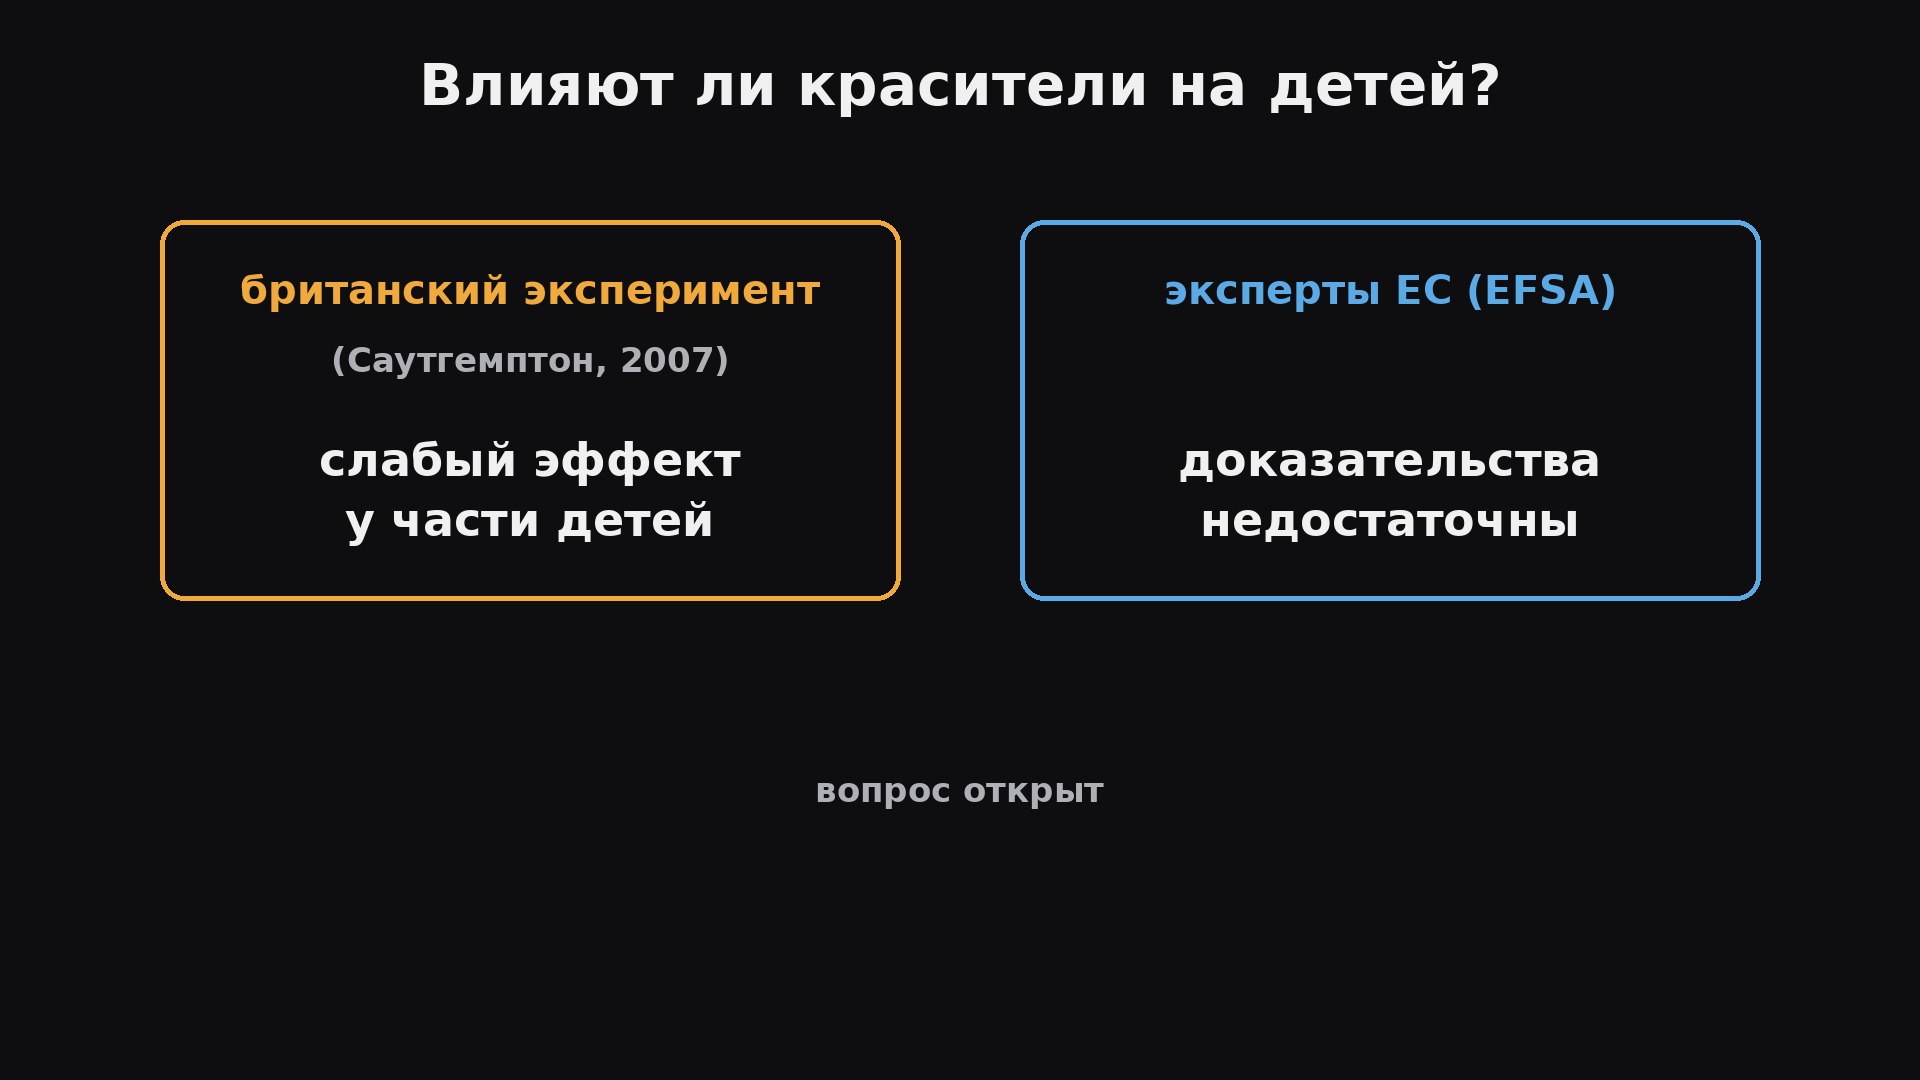 Влияют ли красители на детей?
британский эксперимент
(Саутгемптон, 2007)
слабый эффект
у части детей
эксперты ЕС (EFSA)
доказательства
недостаточны
вопрос открыт